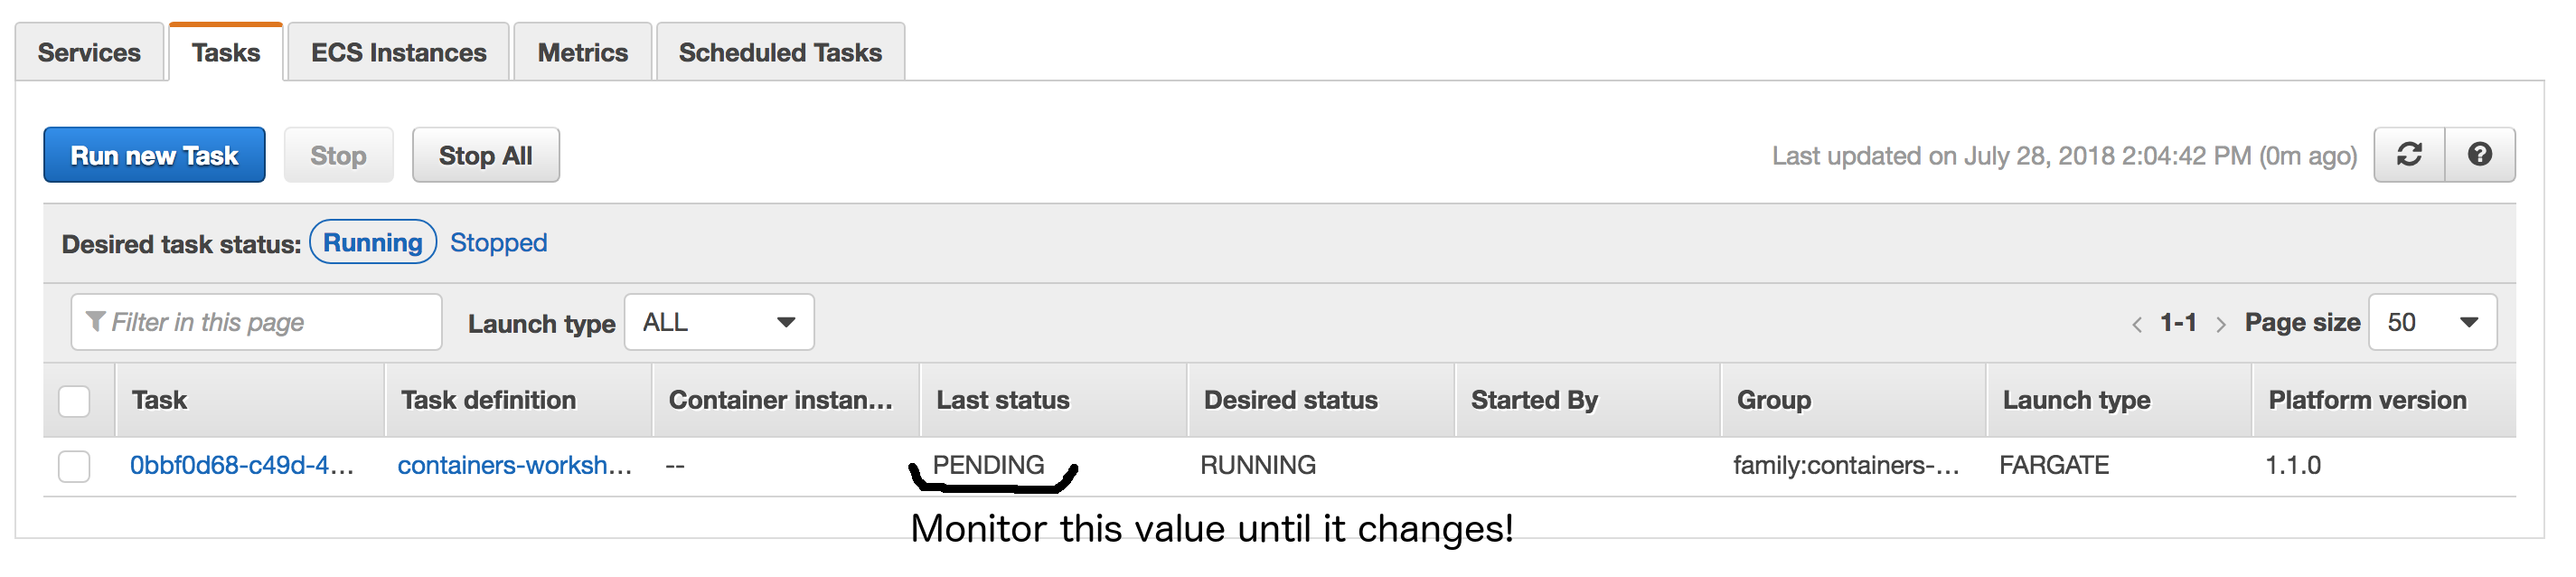 Services Tasks ECS Instances Metrics Scheduled Tasks
Run new Task Stop Stop All Last updated on July 28, 2018 2:04:42 PM (0m ago)
Desired task status: Running Stopped
Filter in this page Launch type ALL 1-1 Page size 50
Task Task definition Container instan... Last status Desired status Started By Group Launch type Platform version
0bbf0d68-c49d-4... containers-worksh... -- PENDING RUNNING family:containers-... FARGATE 1.1.0
Monitor this value until it changes!